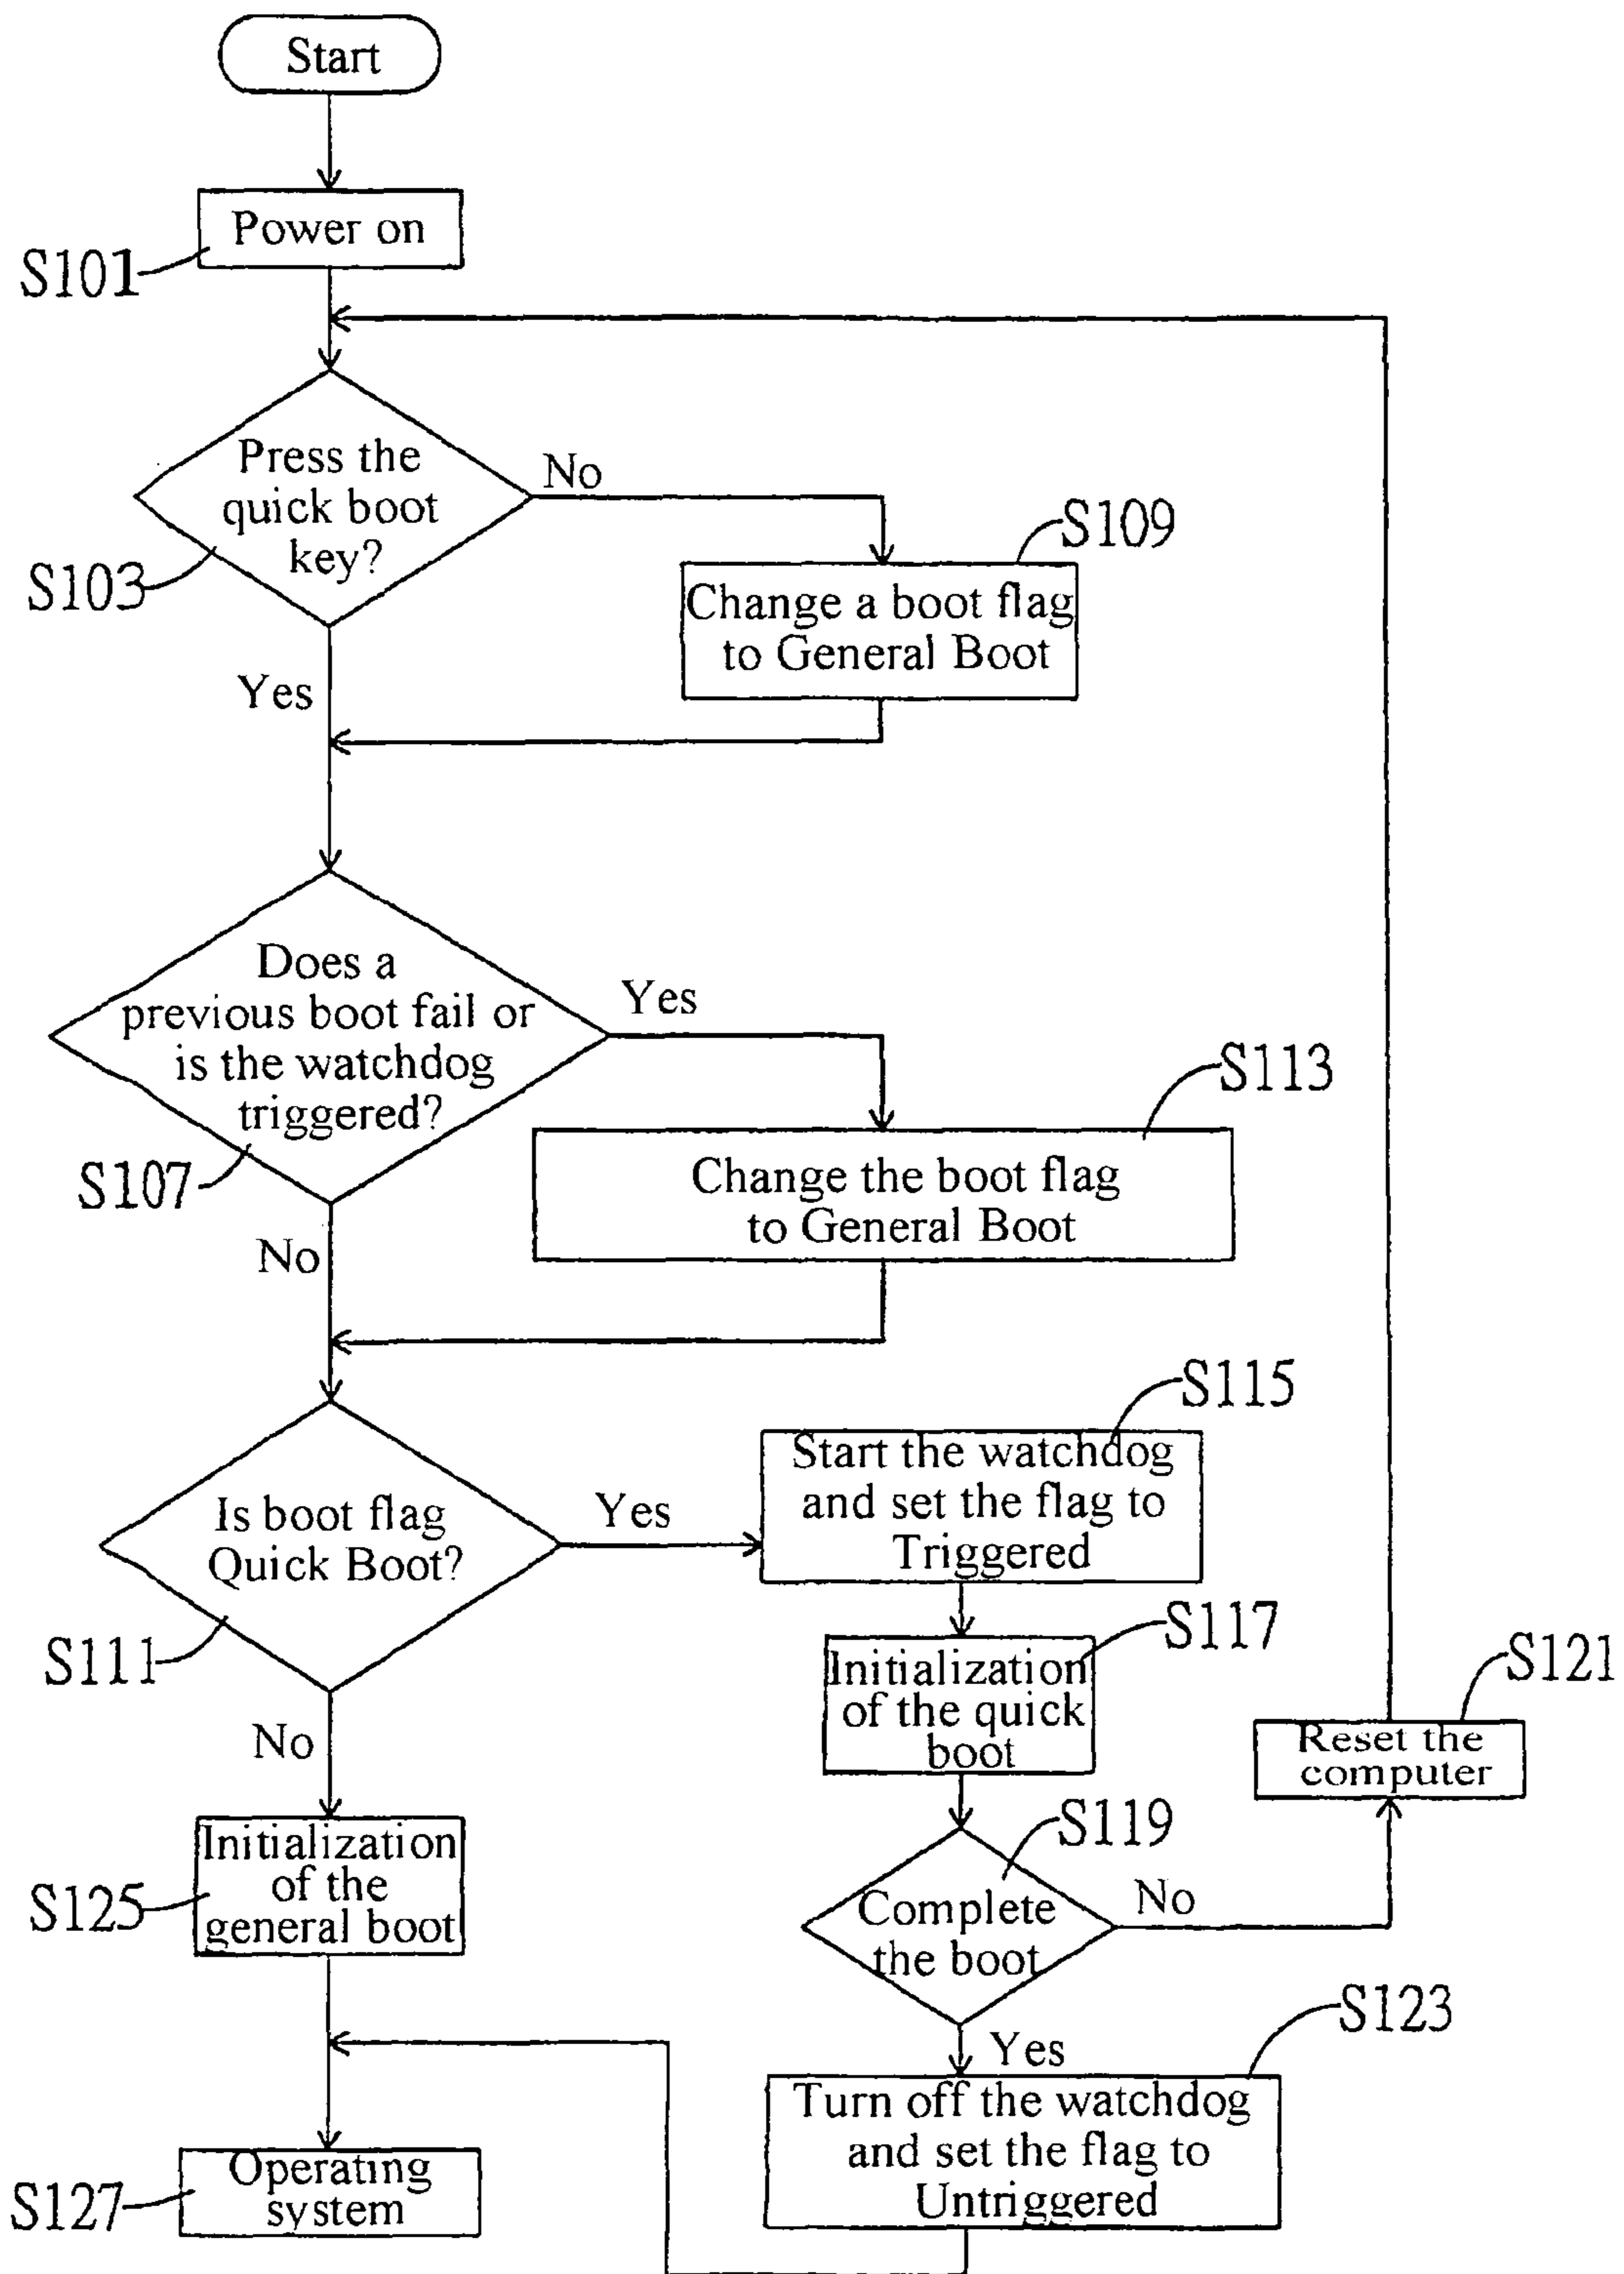 Start
Power on
S101
Press the
quick boot
key?
No
S103
S109
Change a boot flag
to General Boot
Yes
Does a
previous boot fail or
is the watchdog
triggered?
Yes
S107
S113
Change the boot flag
to General Boot
No
S115
Is boot flag
Quick Boot?
Yes
S111
Start the watchdog
and set the flag to
Triggered
S117
Initialization
of the quick
boot
S121
Reset the
computer
No
S125
Initialization
of the
general boot
S119
Complete
the boot
No
Yes
S123
Turn off the watchdog
and set the flag to
Untriggered
S127
Operating
system